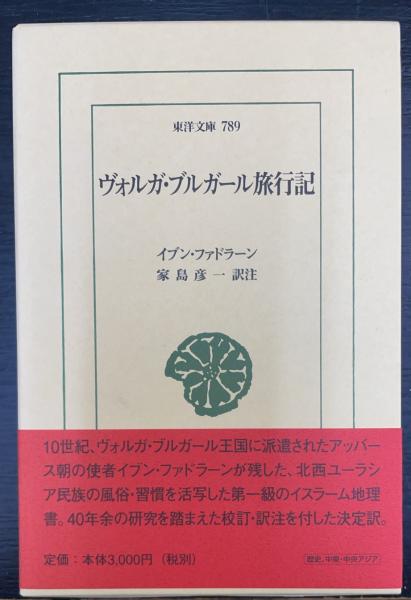 東洋文庫 789
ヴォルガ・ブルガール旅行記
イブン・ファドラーン
家島彦一 訳注
10世紀、ヴォルガ・ブルガール王国に派遣されたアッバー
ス朝の使者イブン・ファドラーンが残した、北西ユーラシ
ア民族の風俗・習慣を活写した第一級のイスラーム地理
書。40年余の研究を踏まえた校訂・訳注を付した決定訳。
定価：本体3,000円（税別）
歴史、中東・中央アジア